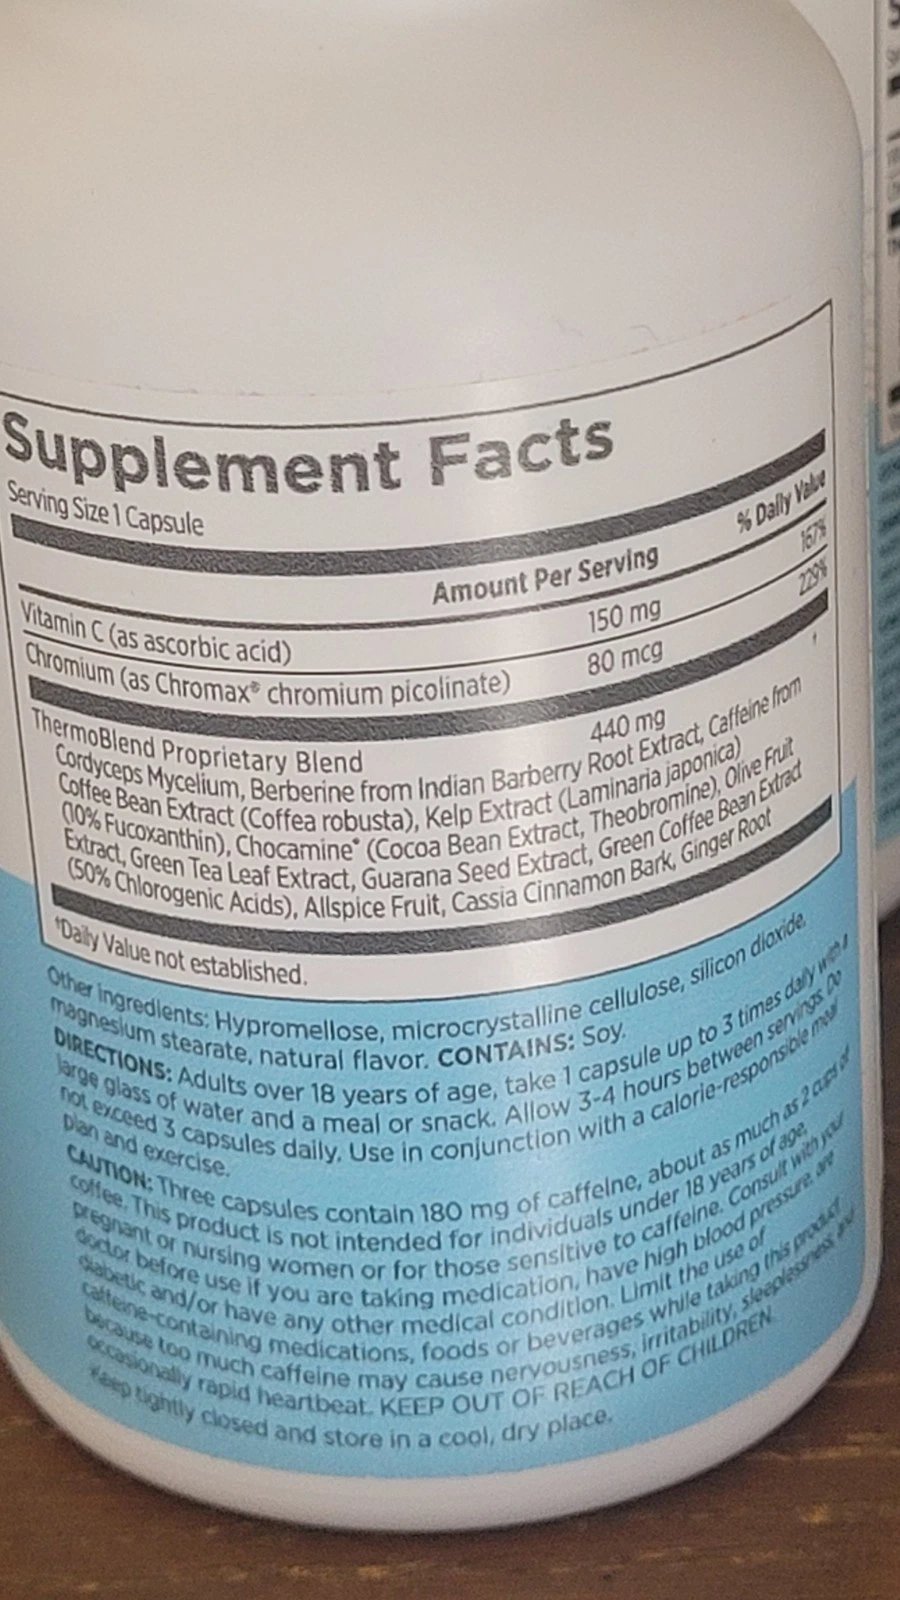 Supplement Facts
Serving Size 1 Capsule
Amount Per Serving % Daily Value
Vitamin C (as ascorbic acid) 150 mg 167%
Chromium (as Chromax® chromium picolinate) 80 mcg 229%
ThermoBlend Proprietary Blend 440 mg †
Cordyceps Mycelium, Berberine from Indian Barberry Root Extract, Caffeine from
Coffee Bean Extract (Coffea robusta), Kelp Extract (Laminaria japonica)
(10% Fucoxanthin), Chocamine® (Cocoa Bean Extract, Theobromine), Olive Fruit
Extract, Green Tea Leaf Extract, Guarana Seed Extract, Green Coffee Bean Extract
(50% Chlorogenic Acids), Allspice Fruit, Cassia Cinnamon Bark, Ginger Root
†Daily Value not established.
Other ingredients: Hypromellose, microcrystalline cellulose, silicon dioxide,
magnesium stearate, natural flavor. CONTAINS: Soy.
DIRECTIONS: Adults over 18 years of age, take 1 capsule up to 3 times daily with a
large glass of water and a meal or snack. Allow 3-4 hours between servings. Do
not exceed 3 capsules daily. Use in conjunction with a calorie-responsible meal
plan and exercise.
CAUTION: Three capsules contain 180 mg of caffeine, about as much as 2 cups of
coffee. This product is not intended for individuals under 18 years of age,
pregnant or nursing women or for those sensitive to caffeine. Consult with your
doctor before use if you are taking medication, have high blood pressure, are
diabetic and/or have any other medical condition. Limit the use of
caffeine-containing medications, foods or beverages while taking this product
because too much caffeine may cause nervousness, irritability, sleeplessness, and
occasionally rapid heartbeat. KEEP OUT OF REACH OF CHILDREN.
Keep tightly closed and store in a cool, dry place.